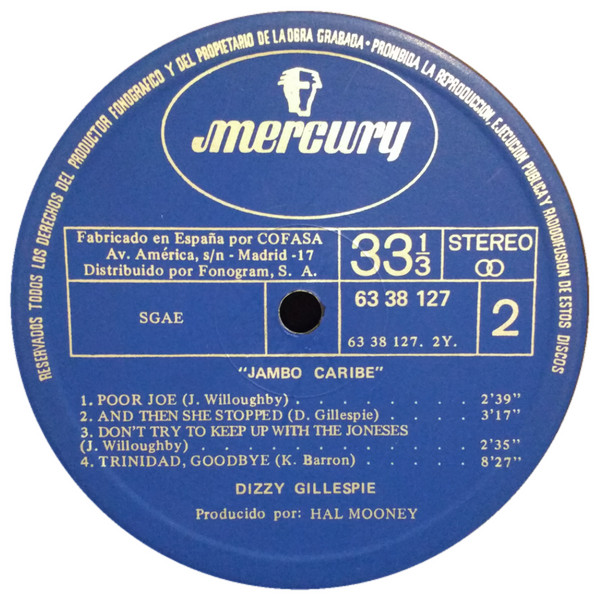 RESERVADOS TODOS LOS DERECHOS DEL PRODUCTOR FONOGRAFICO Y DEL PROPIETARIO DE LA OBRA GRABADA · PROHIBIDA LA REPRODUCCION, EJECUCION PUBLICA Y RADIODIFUSION DE ESTOS DISCOS
mercury
Fabricado en España por COFASA
Av. América, s/n - Madrid -17
Distribuido por Fonogram, S. A.
33 1/3
STEREO
SGAE
63 38 127
63 38 127. 2Y.
2
"JAMBO CARIBE"
1. POOR JOE (J. Willoughby) . . . . . . . . 2'39"
2. AND THEN SHE STOPPED (D. Gillespie) . . . . 3'17"
3. DON'T TRY TO KEEP UP WITH THE JONESES
(J. Willoughby) . . . . . . . . . . . 2'35"
4. TRINIDAD, GOODBYE (K. Barron) . . . . . 8'27"
DIZZY GILLESPIE
Producido por: HAL MOONEY